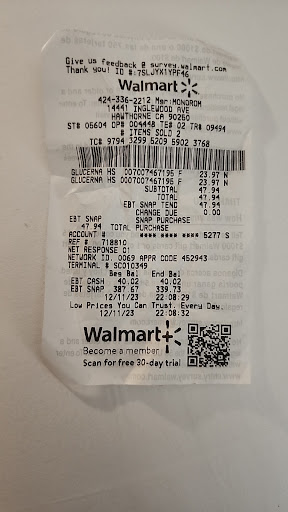 Give us feedback @ survey.walmart.com
Thank you! ID #:7SLJYX1YPF46
Walmart
424-336-2212 Mgr:MONOROM
14441 INGLEWOOD AVE
HAWTHORNE CA 90260
ST# 05604 OP# 004448 TE# 02 TR# 09494
# ITEMS SOLD 2
TC# 9794 3299 5209 5902 3768
GLUCERNA HS 000700746719S F 23.97 N
GLUCERNA HS 000700746719S F 23.97 N
SUBTOTAL 47.94
TOTAL 47.94
EBT SNAP TEND 47.94
CHANGE DUE 0.00
EBT SNAP SNAP PURCHASE
47.94 TOTAL PURCHASE
ACCOUNT # **** **** **** 5277 S
REF # 718810
NET RESPONSE 01
NETWORK ID. 0069 APPR CODE 452943
TERMINAL # SC010349
Beg Bal End Bal
EBT CASH 40.02 40.02
EBT SNAP 387.67 339.73
12/11/23 22:08:29
Low Prices You Can Trust. Every Day.
12/11/23 22:08:32
Walmart+
Become a member
Scan for free 30-day trial